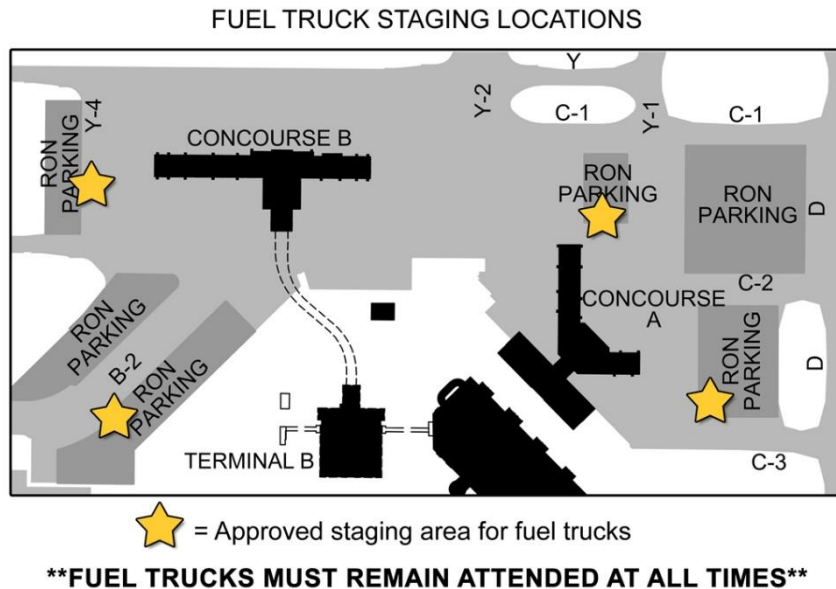 FUEL TRUCK STAGING LOCATIONS
Y
Y-2
C-1
Y-1
C-1
Y-4
RON
PARKING
CONCOURSE B
RON
PARKING
RON
PARKING
D
C-2
CONCOURSE
A
RON
PARKING
B-2
RON
PARKING
RON
PARKING
D
TERMINAL B
C-3
= Approved staging area for fuel trucks
**FUEL TRUCKS MUST REMAIN ATTENDED AT ALL TIMES**